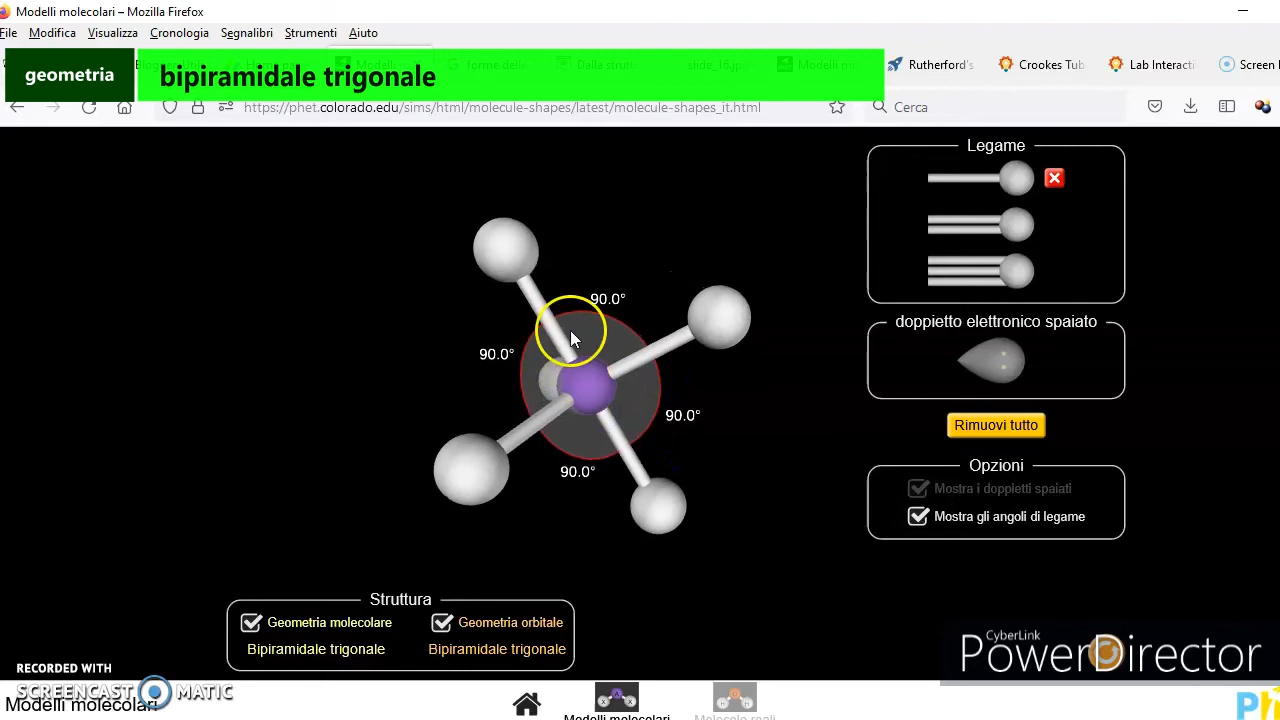 Modelli molecolari – Mozilla Firefox
File Modifica Visualizza Cronologia Segnalibri Strumenti Aiuto
geometria
bipiramidale trigonale
Rutherford's
Crookes Tub
Lab Interacti
Screen
https://phet.colorado.edu/sims/html/molecule-shapes/latest/molecule-shapes_it.html
Cerca
Legame
90.0°
90.0°
90.0°
90.0°
doppietto elettronico spaiato
Rimuovi tutto
Opzioni
Mostra i doppietti spaiati
Mostra gli angoli di legame
Struttura
Geometria molecolare
Geometria orbitale
Bipiramidale trigonale
Bipiramidale trigonale
CyberLink
PowerDirector
RECORDED WITH
SCREENCAST MATIC
Modelli molecolari
Modelli molecolari
Molecole reali